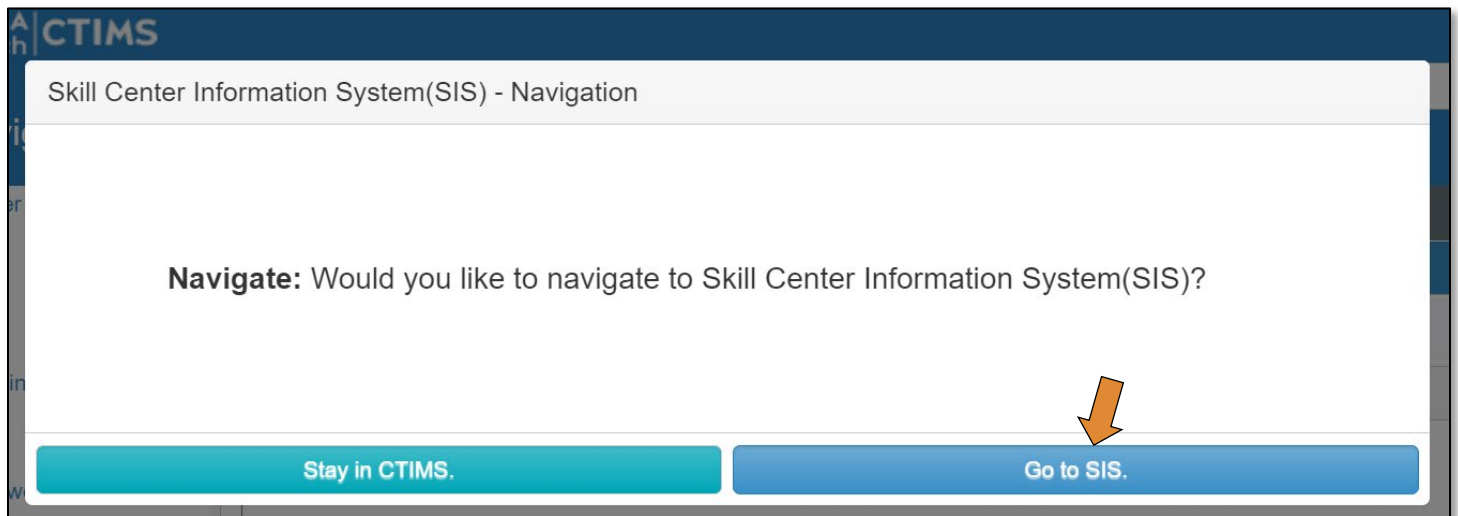 CTIMS
Skill Center Information System(SIS) - Navigation
Navigate: Would you like to navigate to Skill Center Information System(SIS)?
Stay in CTIMS.
Go to SIS.